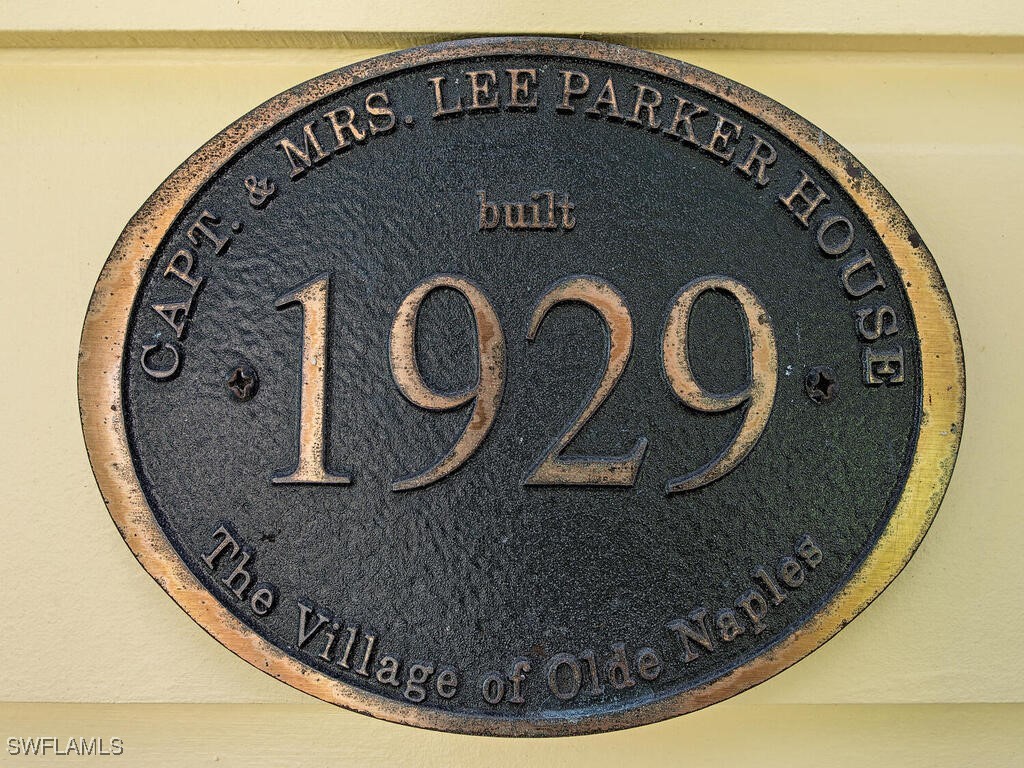 CAPT. & MRS. LEE PARKER HOUSE
built
1929
The Village of Olde Naples
SWFLAMLS